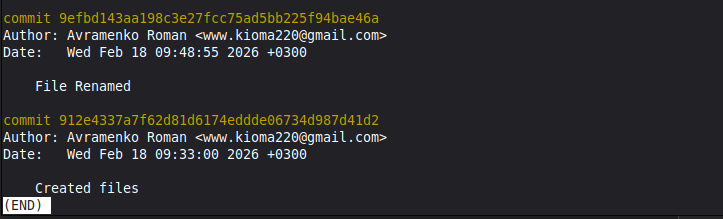 commit 9efbd143aa198c3e27fcc75ad5bb225f94bae46a
Author: Avramenko Roman <www.kioma220@gmail.com>
Date:   Wed Feb 18 09:48:55 2026 +0300
File Renamed
commit 912e4337a7f62d81d6174eddde06734d987d41d2
Author: Avramenko Roman <www.kioma220@gmail.com>
Date:   Wed Feb 18 09:33:00 2026 +0300
Created files
(END)